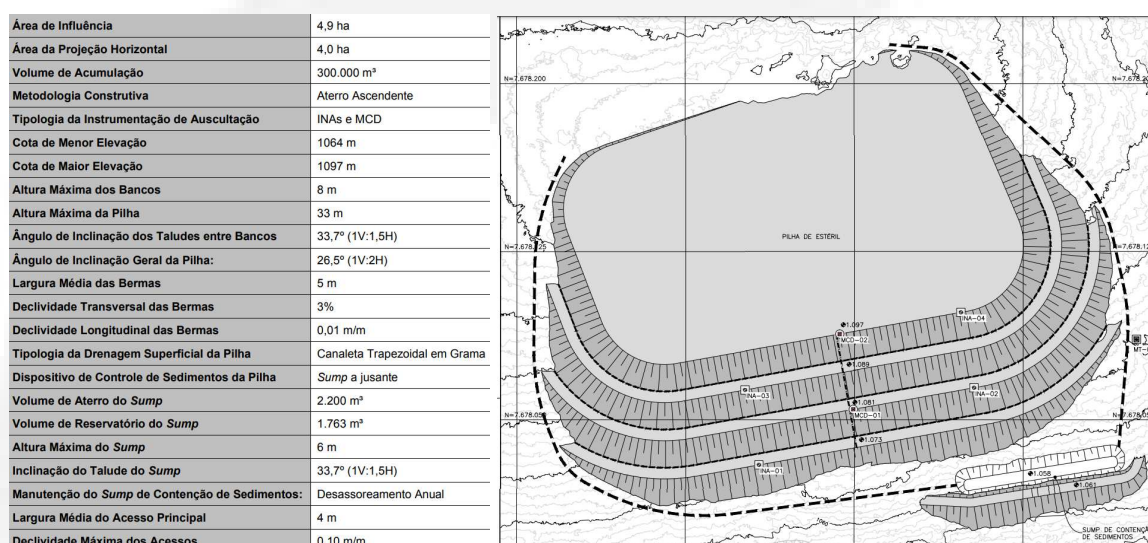 Área de Influência 4,9 ha
Área da Projeção Horizontal 4,0 ha
Volume de Acumulação 300.000 m³
Metodologia Construtiva Aterro Ascendente
Tipologia da Instrumentação de Auscultação INAs e MCD
Cota de Menor Elevação 1064 m
Cota de Maior Elevação 1097 m
Altura Máxima dos Bancos 8 m
Altura Máxima da Pilha 33 m
Ângulo de Inclinação dos Taludes entre Bancos 33,7º (1V:1,5H)
Ângulo de Inclinação Geral da Pilha: 26,5º (1V:2H)
Largura Média das Bermas 5 m
Declividade Transversal das Bermas 3%
Declividade Longitudinal das Bermas 0,01 m/m
Tipologia da Drenagem Superficial da Pilha Canaleta Trapezoidal em Grama
Dispositivo de Controle de Sedimentos da Pilha Sump a jusante
Volume de Aterro do Sump 2.200 m³
Volume de Reservatório do Sump 1.763 m³
Altura Máxima do Sump 6 m
Inclinação do Talude do Sump 33,7º (1V:1,5H)
Manutenção do Sump de Contenção de Sedimentos: Desassoreamento Anual
Largura Média do Acesso Principal 4 m
Declividade Máxima dos Acessos 0,10 m/m
N=7.678.200
PILHA DE ESTÉRIL
INA-04
1.097
MCD-02
1.089
INA-03
INA-02
1.081
MCD-01
1.073
INA-01
1.058
1.061
SUMP DE CONTENÇ
DE SEDIMENTOS